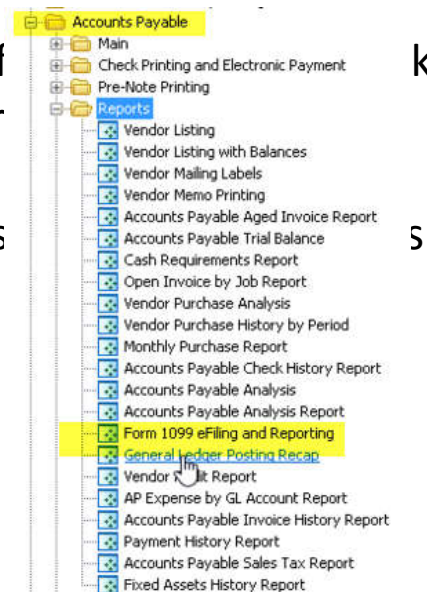 Accounts Payable
Main
Check Printing and Electronic Payment
Pre-Note Printing
Reports
Vendor Listing
Vendor Listing with Balances
Vendor Mailing Labels
Vendor Memo Printing
Accounts Payable Aged Invoice Report
Accounts Payable Trial Balance
Cash Requirements Report
Open Invoice by Job Report
Vendor Purchase Analysis
Vendor Purchase History by Period
Monthly Purchase Report
Accounts Payable Check History Report
Accounts Payable Analysis
Accounts Payable Analysis Report
Form 1099 eFiling and Reporting
General Ledger Posting Recap
Vendor Report
AP Expense by GL Account Report
Accounts Payable Invoice History Report
Payment History Report
Accounts Payable Sales Tax Report
Fixed Assets History Report